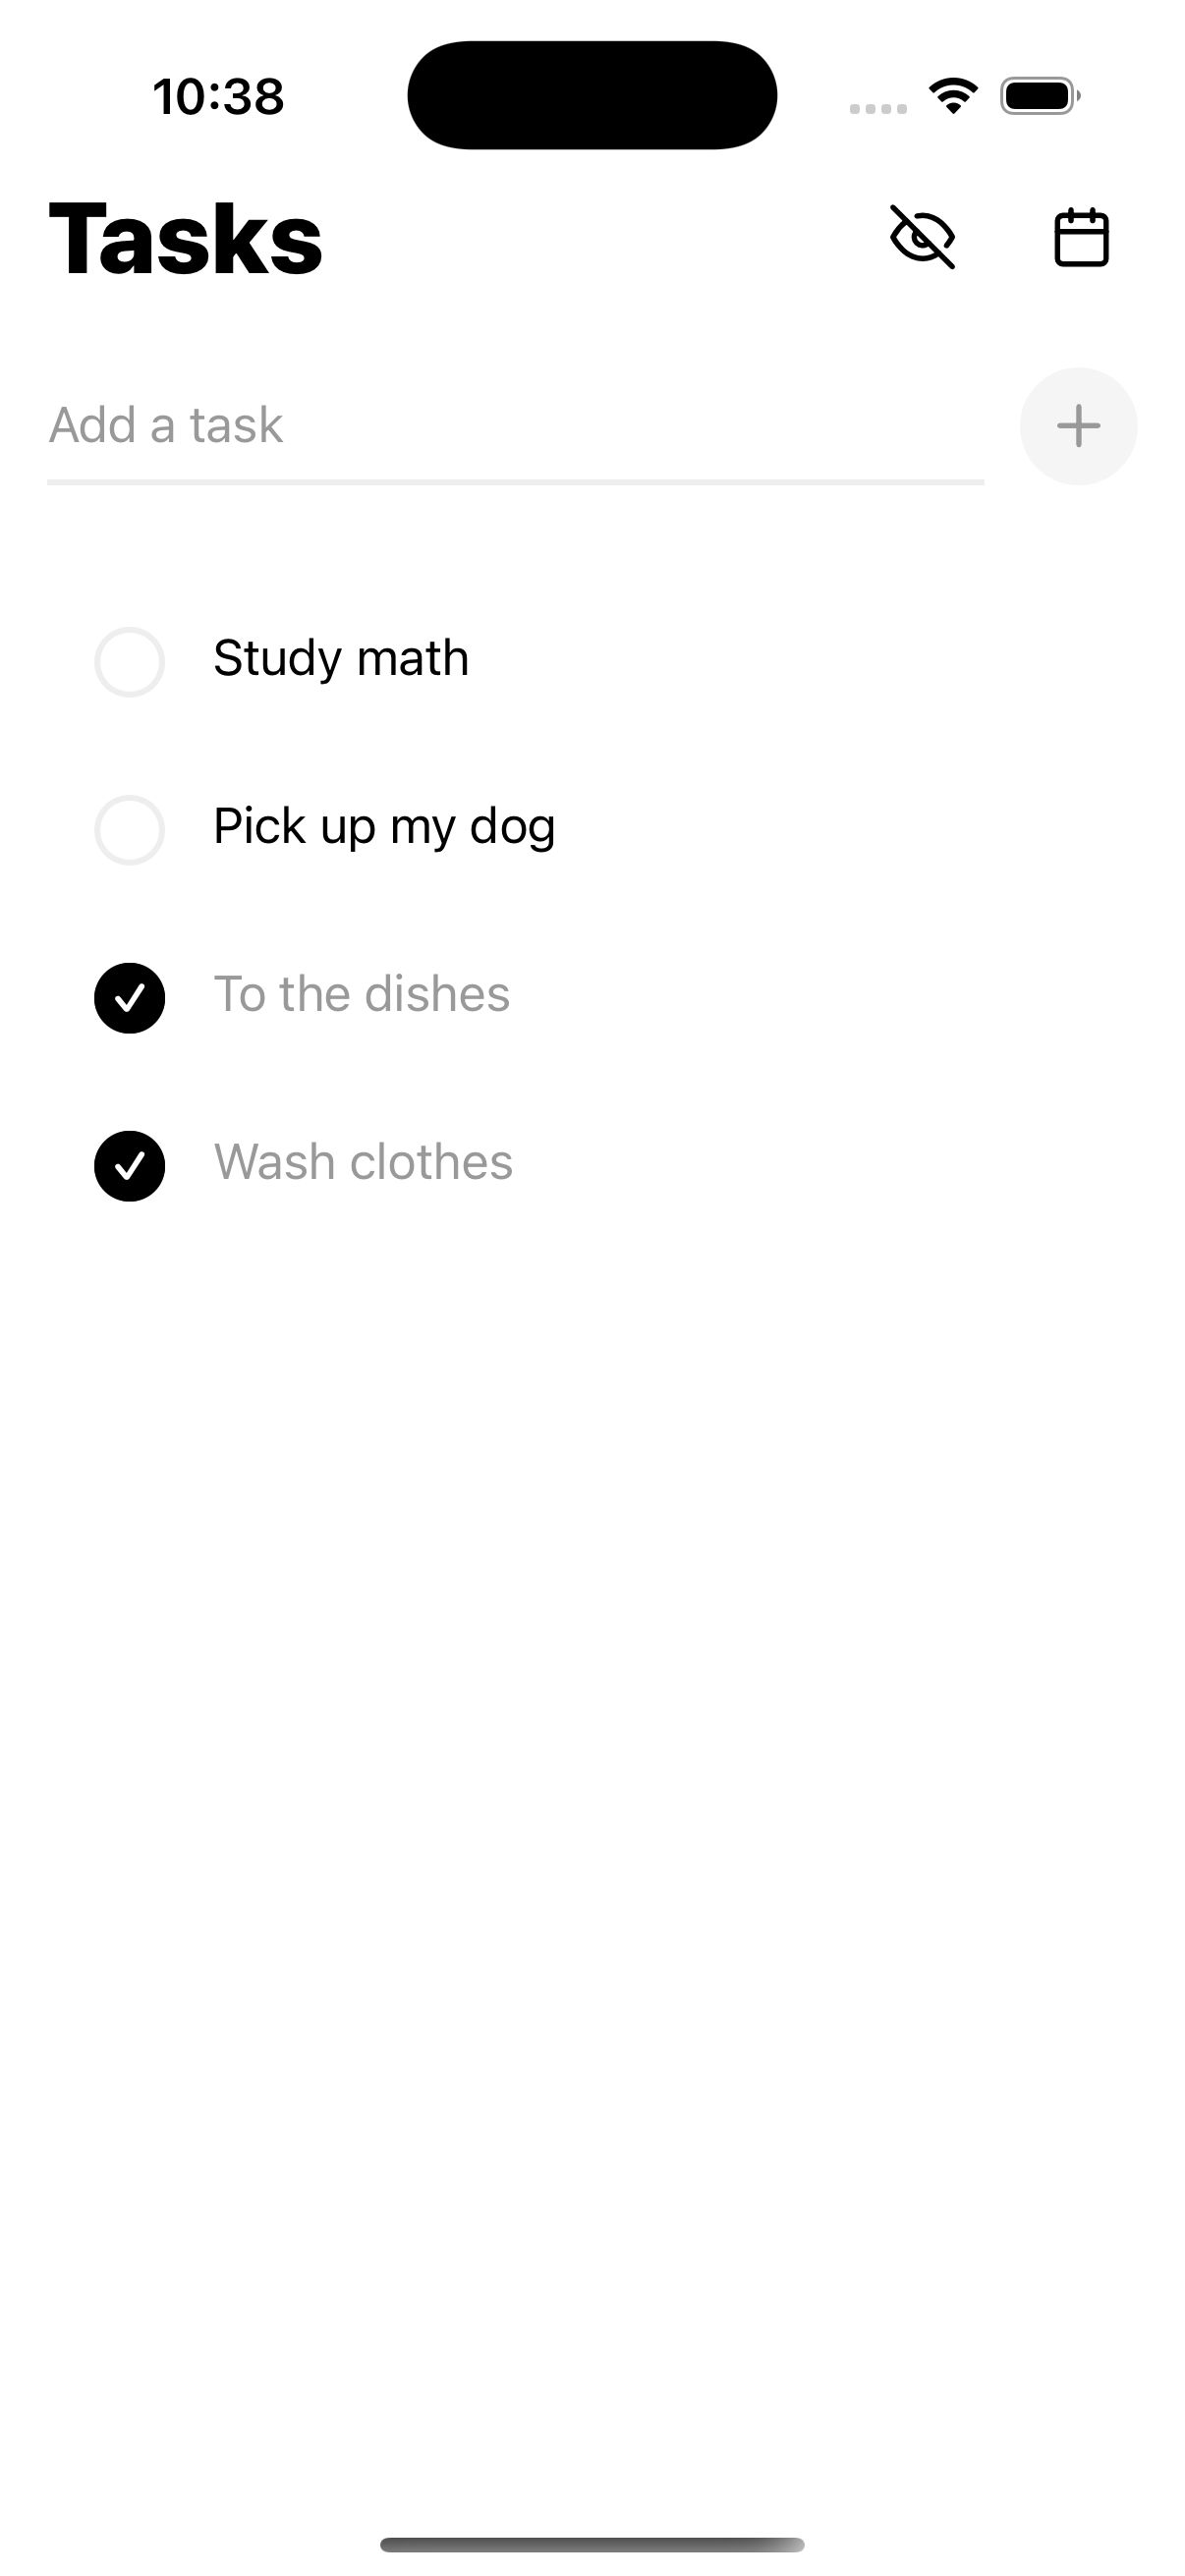 10:38
Tasks
Add a task
Study math
Pick up my dog
To the dishes
Wash clothes